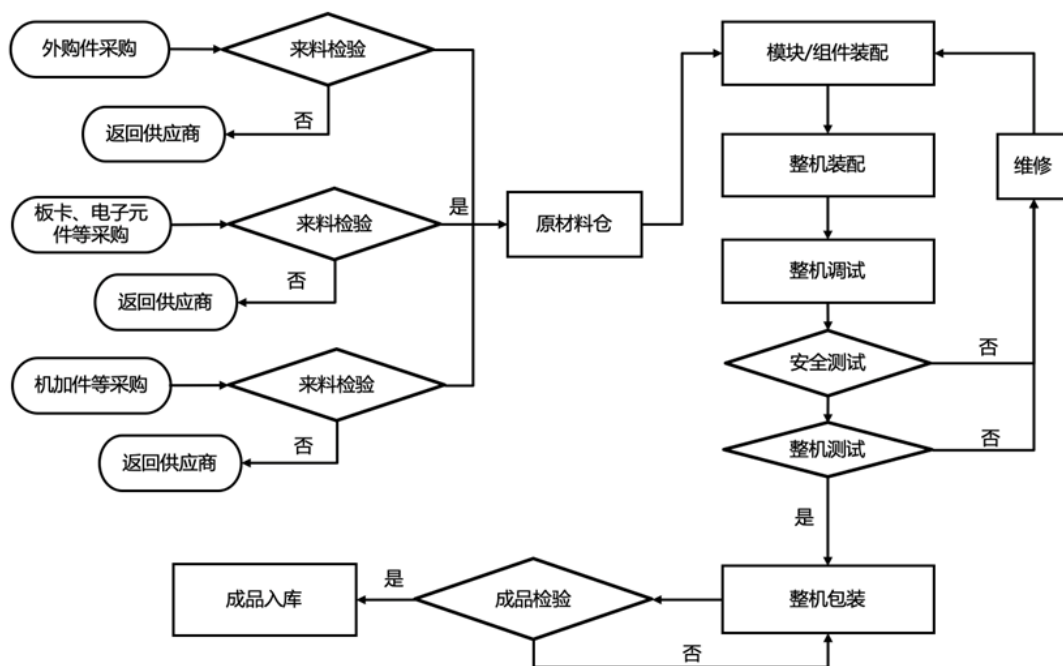 外购件采购
来料检验
否
返回供应商
板卡、电子元
件等采购
来料检验
是
否
返回供应商
机加件等采购
来料检验
否
返回供应商
原材料仓
模块/组件装配
整机装配
维修
整机调试
安全测试
否
整机测试
否
是
整机包装
成品检验
是
成品入库
否